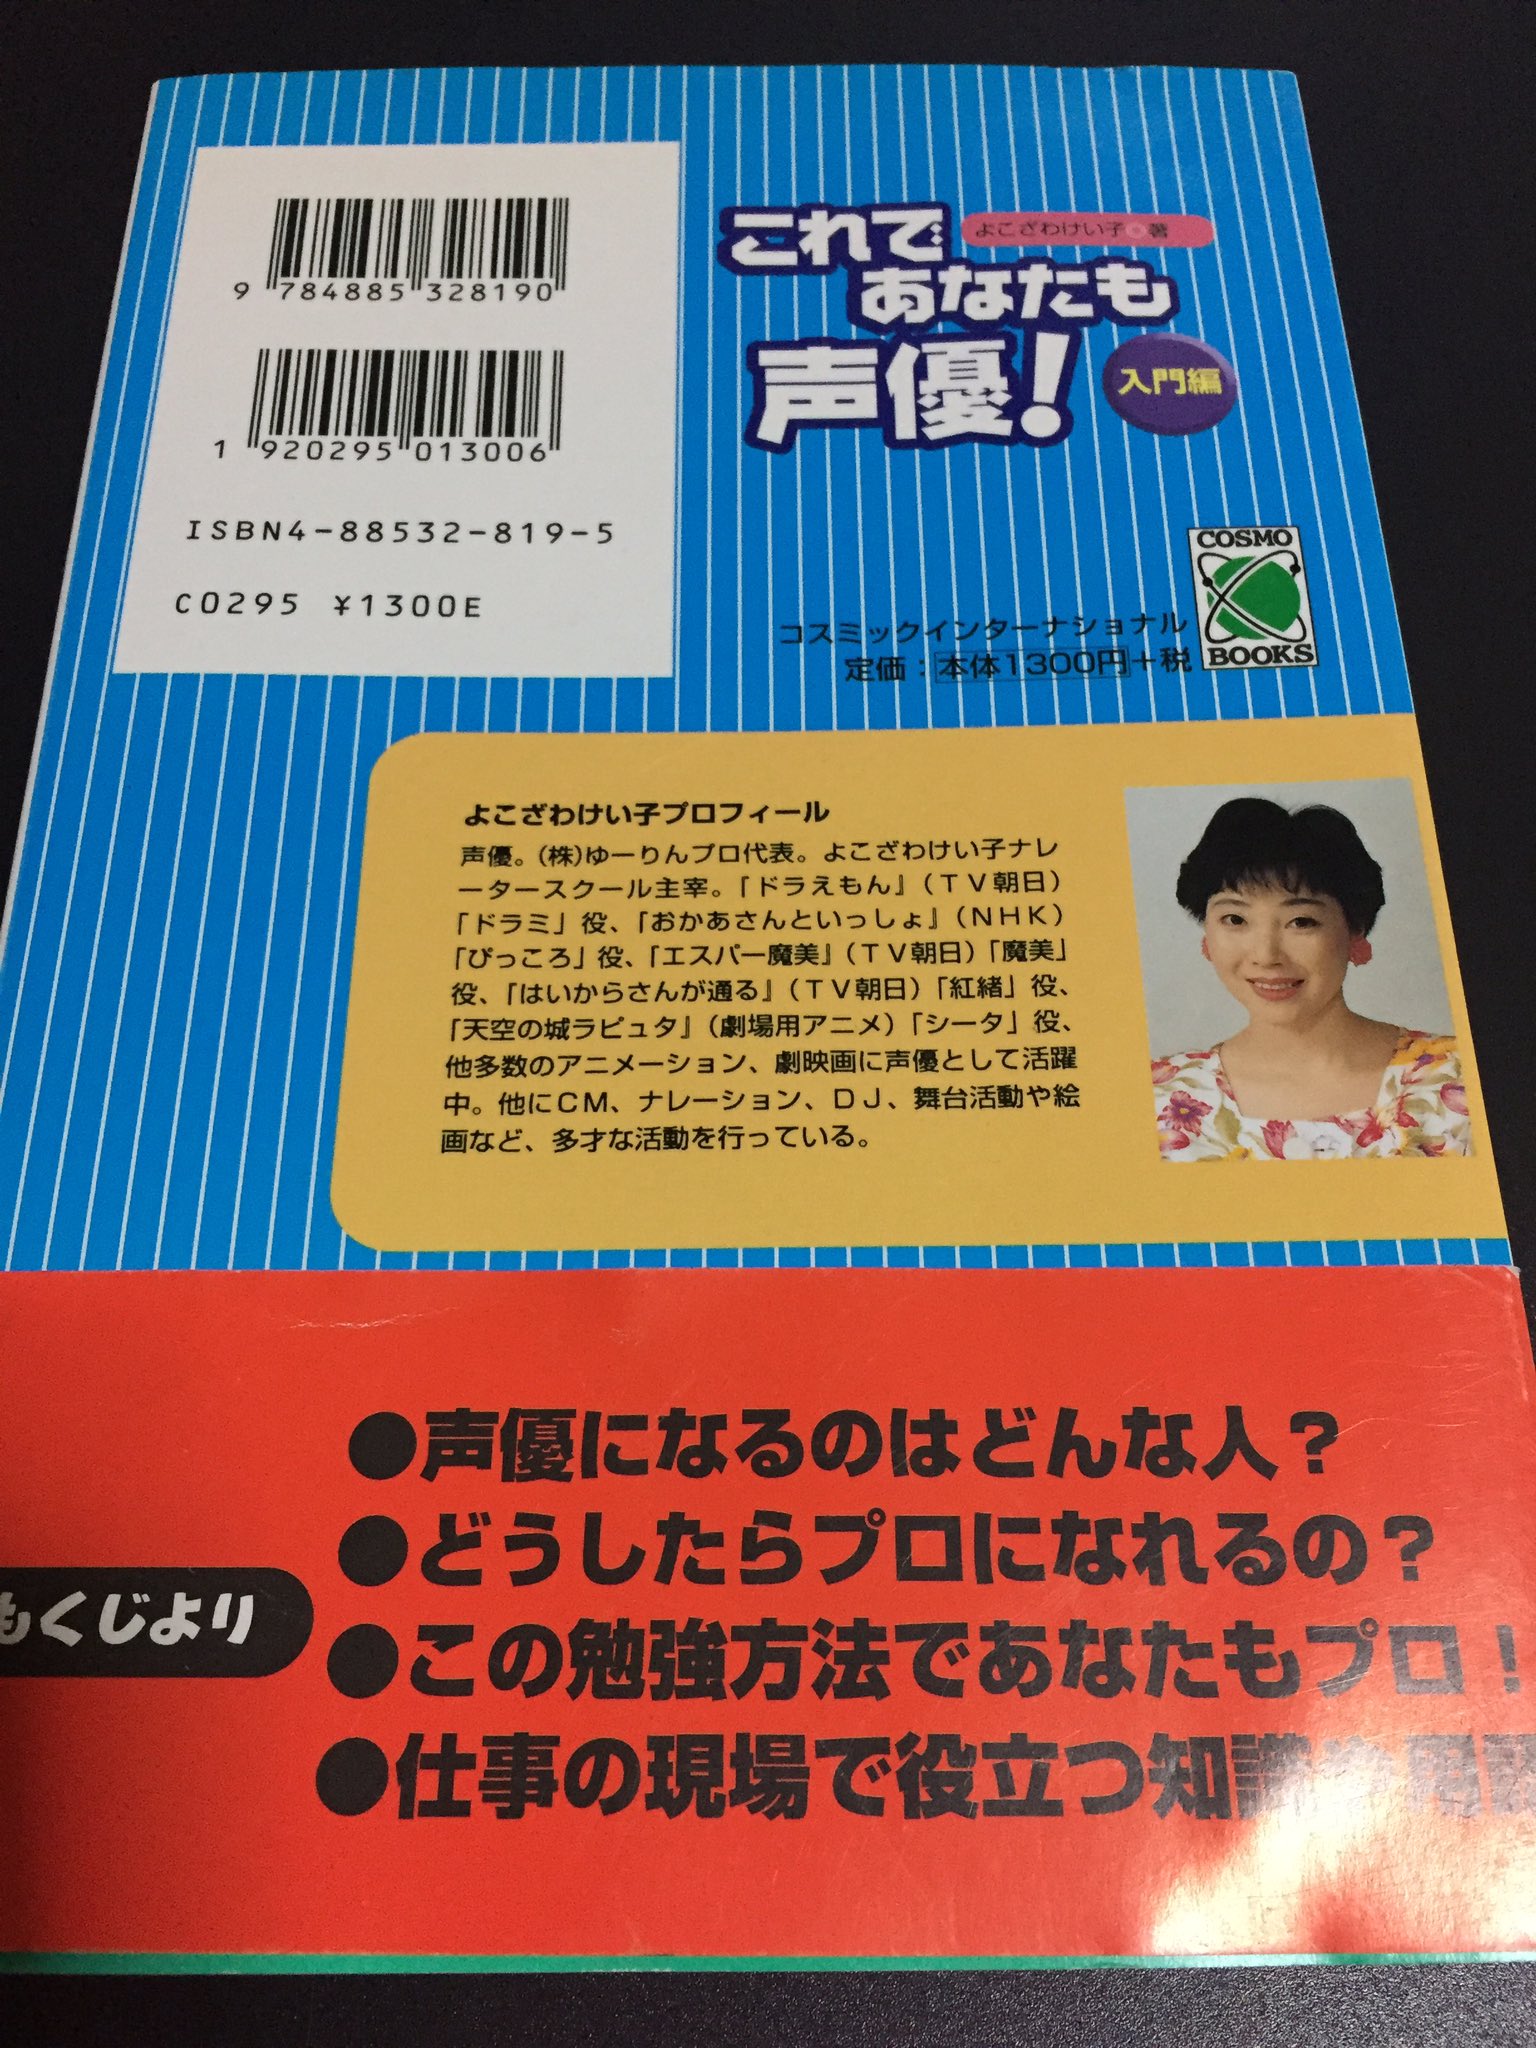 9 784885 328190
1 920295 013006
ISBN4-88532-819-5
C0295 ¥1300E
よこざわけい子 著
これで
あなたも
声優!
入門編
COSMO
BOOKS
コスミックインターナショナル
定価:本体1300円+税
よこざわけい子プロフィール
声優。(株)ゆーりんプロ代表。よこざわけい子ナレ
ータースクール主宰。「ドラえもん』(TV朝日)
「ドラミ」役、「おかあさんといっしょ』(NHK)
「ぴっころ」役、「エスパー魔美』(TV朝日)「魔美」
役、「はいからさんが通る』(TV朝日)「紅緒」役、
「天空の城ラピュタ』(劇場用アニメ)「シータ」役、
他多数のアニメーション、劇映画に声優として活躍
中。他にCM、ナレーション、DJ、舞台活動や絵
画など、多才な活動を行っている。
もくじより
●声優になるのはどんな人?
●どうしたらプロになれるの?
●この勉強方法であなたもプロ!
●仕事の現場で役立つ知識や用語